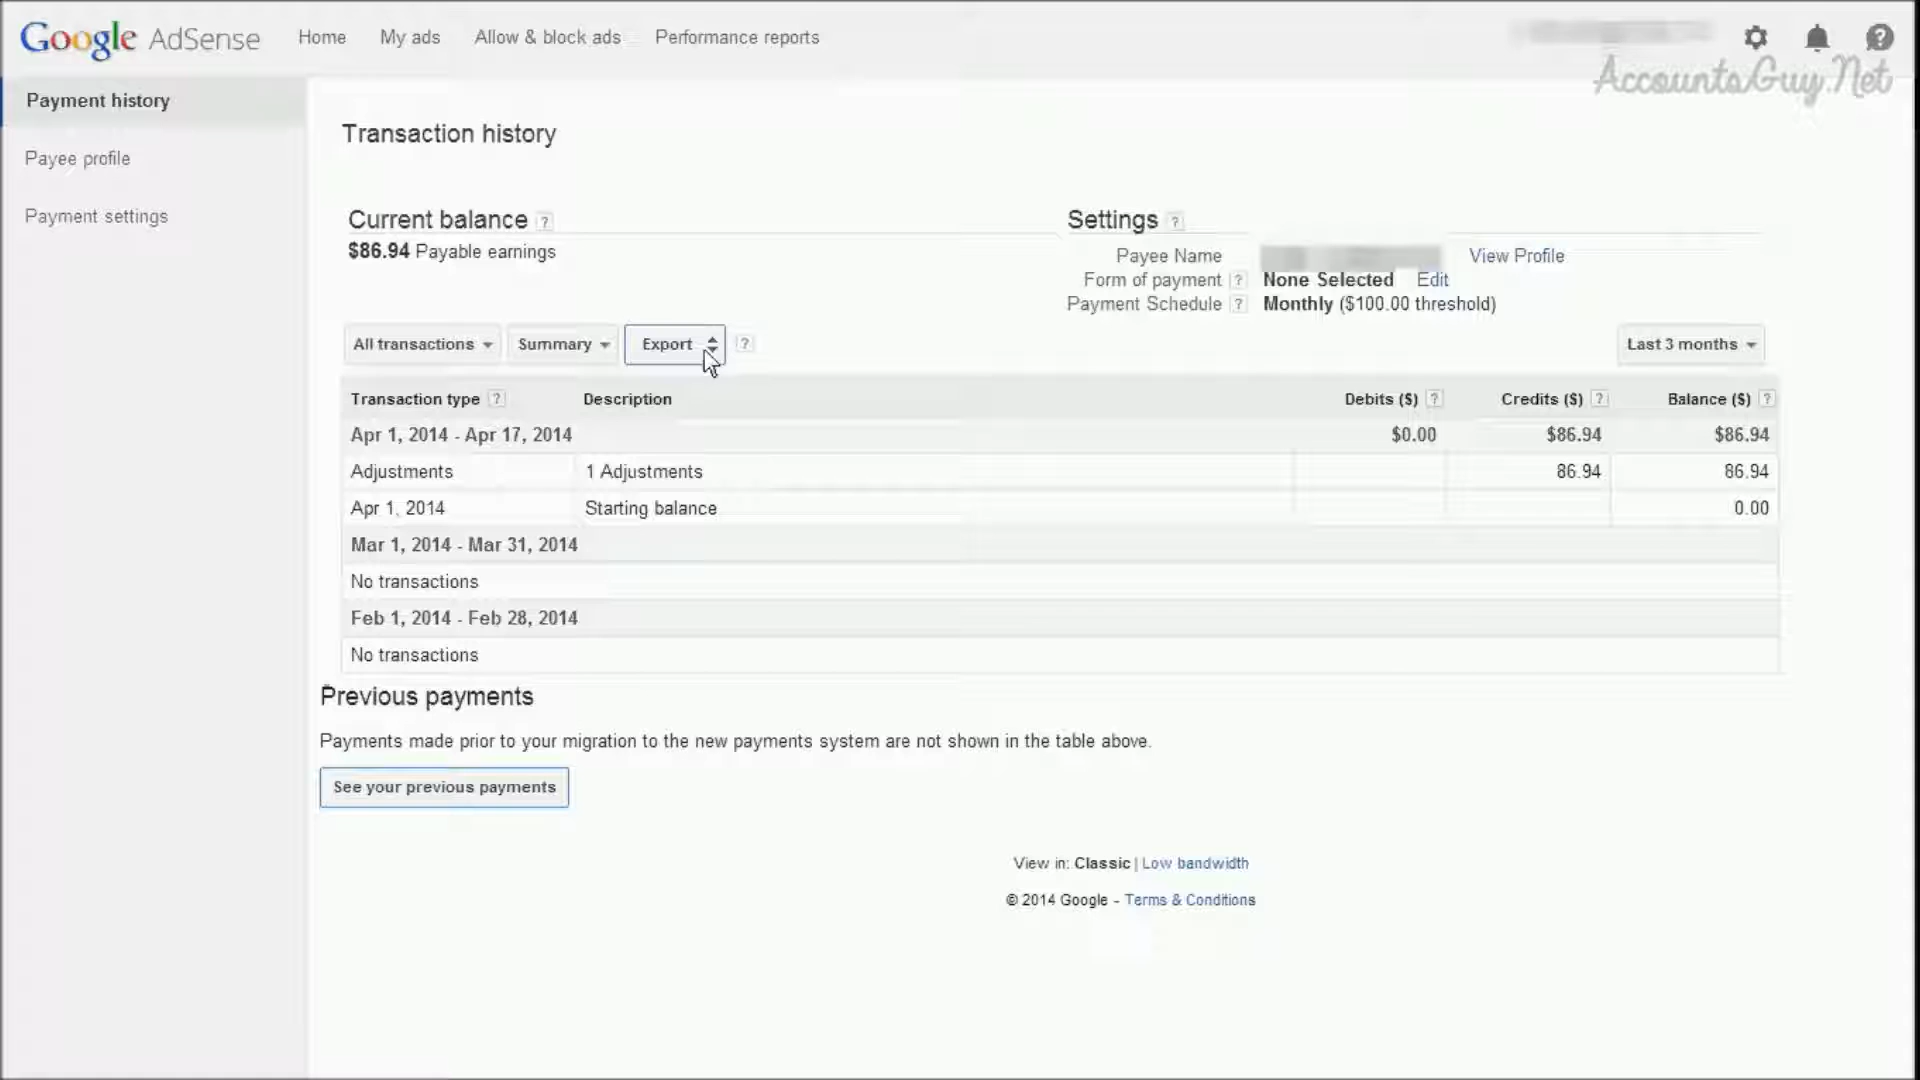 Google AdSense Home My ads Allow & block ads Performance reports
AccountsGuy.Net
Payment history
Payee profile
Payment settings
Transaction history
Current balance ?
$86.94 Payable earnings
Settings ?
Payee Name View Profile
Form of payment ? None Selected Edit
Payment Schedule ? Monthly ($100.00 threshold)
All transactions Summary Export ? Last 3 months
Transaction type ? Description Debits ($) ? Credits ($) ? Balance ($) ?
Apr 1, 2014 - Apr 17, 2014 $0.00 $86.94 $86.94
Adjustments 1 Adjustments 86.94 86.94
Apr 1, 2014 Starting balance 0.00
Mar 1, 2014 - Mar 31, 2014
No transactions
Feb 1, 2014 - Feb 28, 2014
No transactions
Previous payments
Payments made prior to your migration to the new payments system are not shown in the table above.
See your previous payments
View in: Classic | Low bandwidth
© 2014 Google - Terms & Conditions